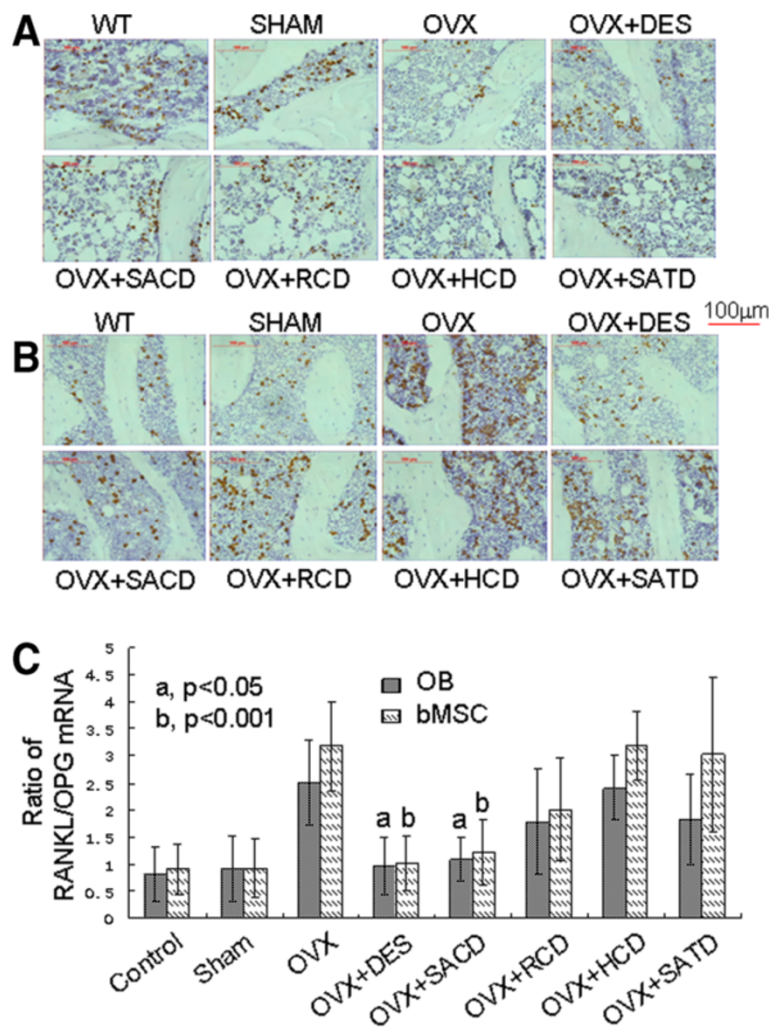 A
WT SHAM OVX OVX+DES
OVX+SACD OVX+RCD OVX+HCD OVX+SATD
100μm
B
WT SHAM OVX OVX+DES
OVX+SACD OVX+RCD OVX+HCD OVX+SATD
C
Ratio of
RANKL/OPG mRNA
5
4.5
4
3.5
3
2.5
2
1.5
1
0.5
0
a, p<0.05
b, p<0.001
OB
bMSC
a b a b
Control Sham OVX OVX+DES OVX+SACD OVX+RCD OVX+HCD OVX+SATD